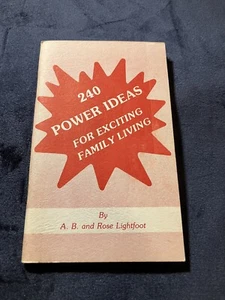 240
POWER IDEAS
FOR EXCITING
FAMILY LIVING
By
A. B. and Rose Lightfoot